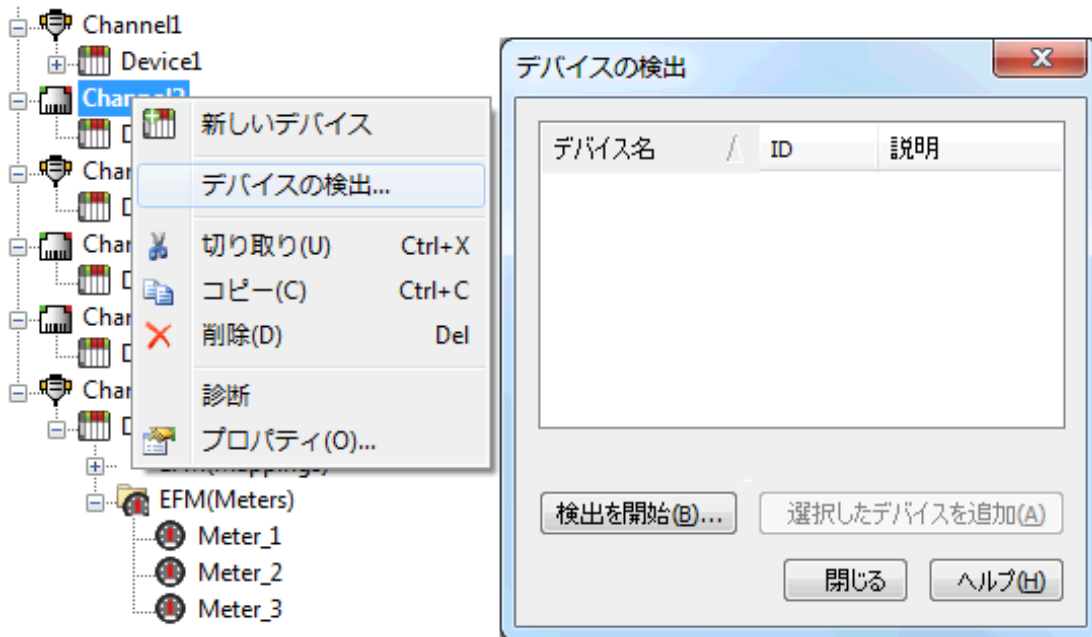 Channel1
Device1
新しいデバイス
デバイスの検出...
切り取り(U) Ctrl+X
コピー(C) Ctrl+C
削除(D) Del
診断
プロパティ(O)...
EFM(Meters)
Meter_1
Meter_2
Meter_3
デバイスの検出
デバイス名 ID 説明
検出を開始(B)... 選択したデバイスを追加(A)
閉じる ヘルプ(H)